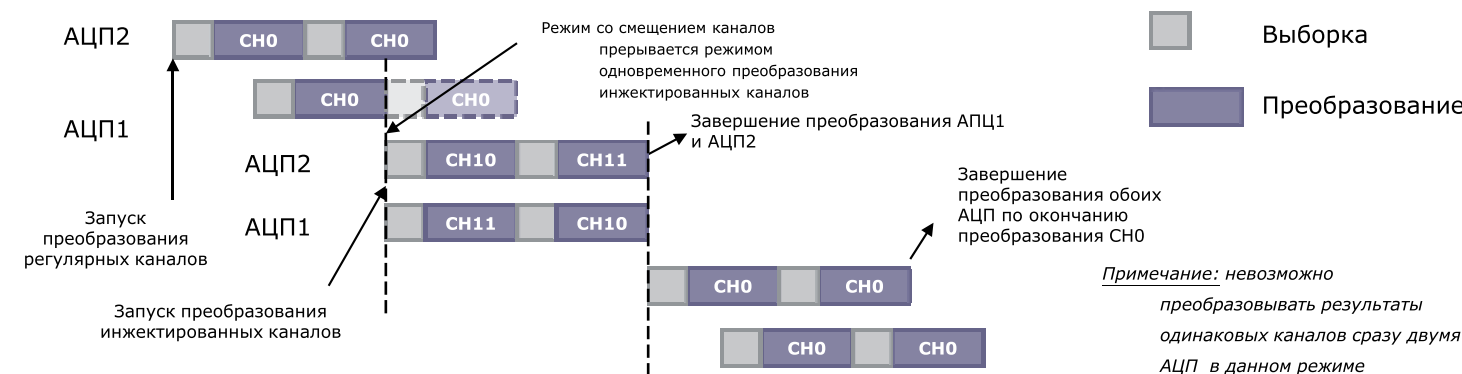 АЦП2
CH0
CH0
Режим со смещением каналов
прерывается режимом
одновременного преобразования
инжектированных каналов
Выборка
CH0
CH0
Преобразование
АЦП1
Завершение преобразования АПЦ1
и АЦП2
АЦП2
CH10
CH11
АЦП1
CH11
CH10
Завершение
преобразования обоих
АЦП по окончанию
преобразования CH0
Запуск
преобразования
регулярных каналов
CH0
CH0
Запуск преобразования
инжектированных каналов
CH0
CH0
Примечание: невозможно
преобразовывать результаты
одинаковых каналов сразу двумя
АЦП в данном режиме